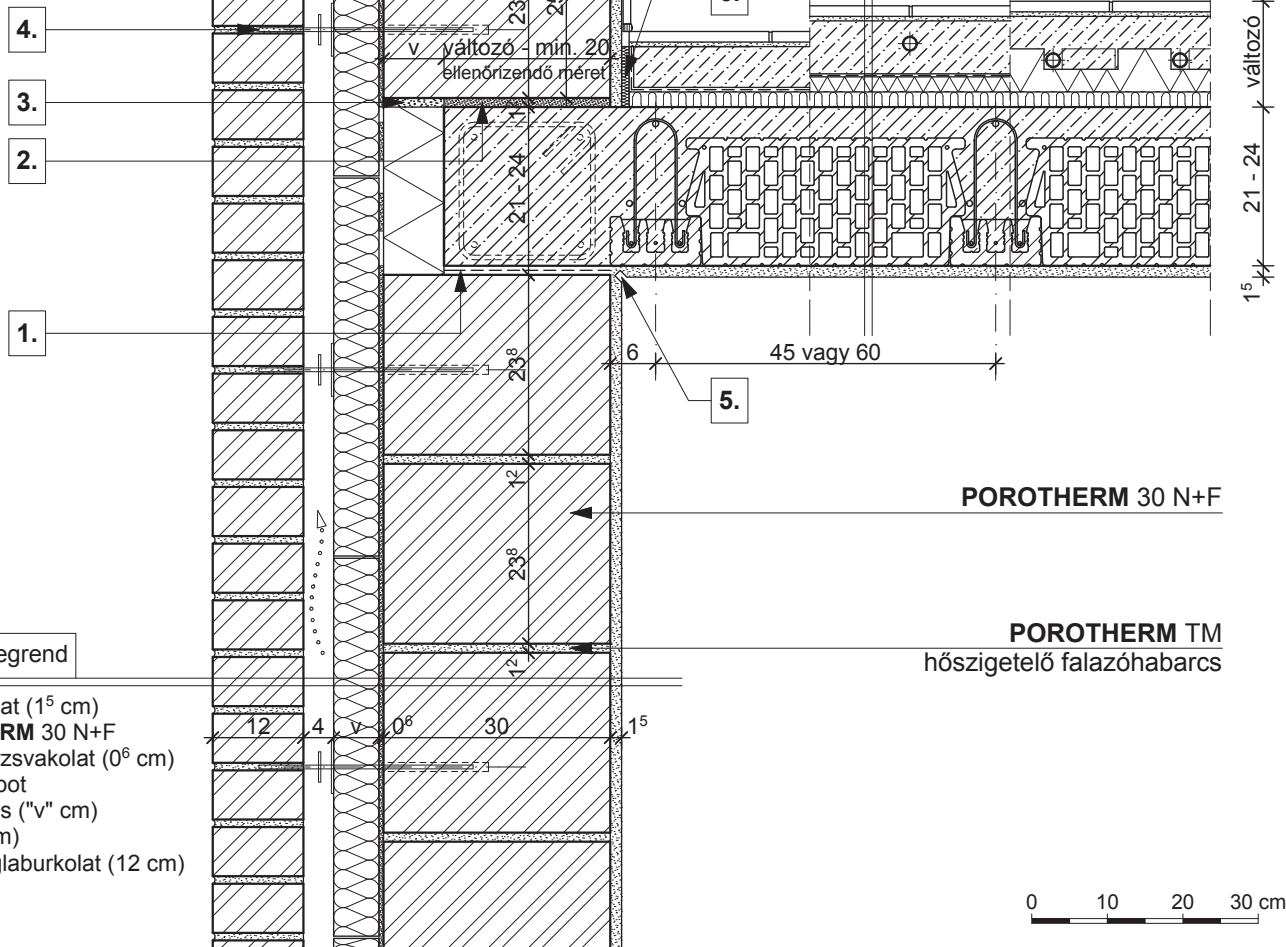 4.
3.
2.
1.
v
változó - min. 20
ellenőrizendő méret
változó
1⁵
21 - 24
21 - 24
1⁵
23⁸
6
45 vagy 60
5.
1²
POROTHERM 30 N+F
23⁸
POROTHERM TM
hőszigetelő falazóhabarcs
1²
egrend
at (1⁵ cm)
RM 30 N+F
zsvakolat (0⁶ cm)
s ("v" cm)
m)
glaburkolat (12 cm)
12
4
v
0⁶
30
1⁵
0
10
20
30 cm